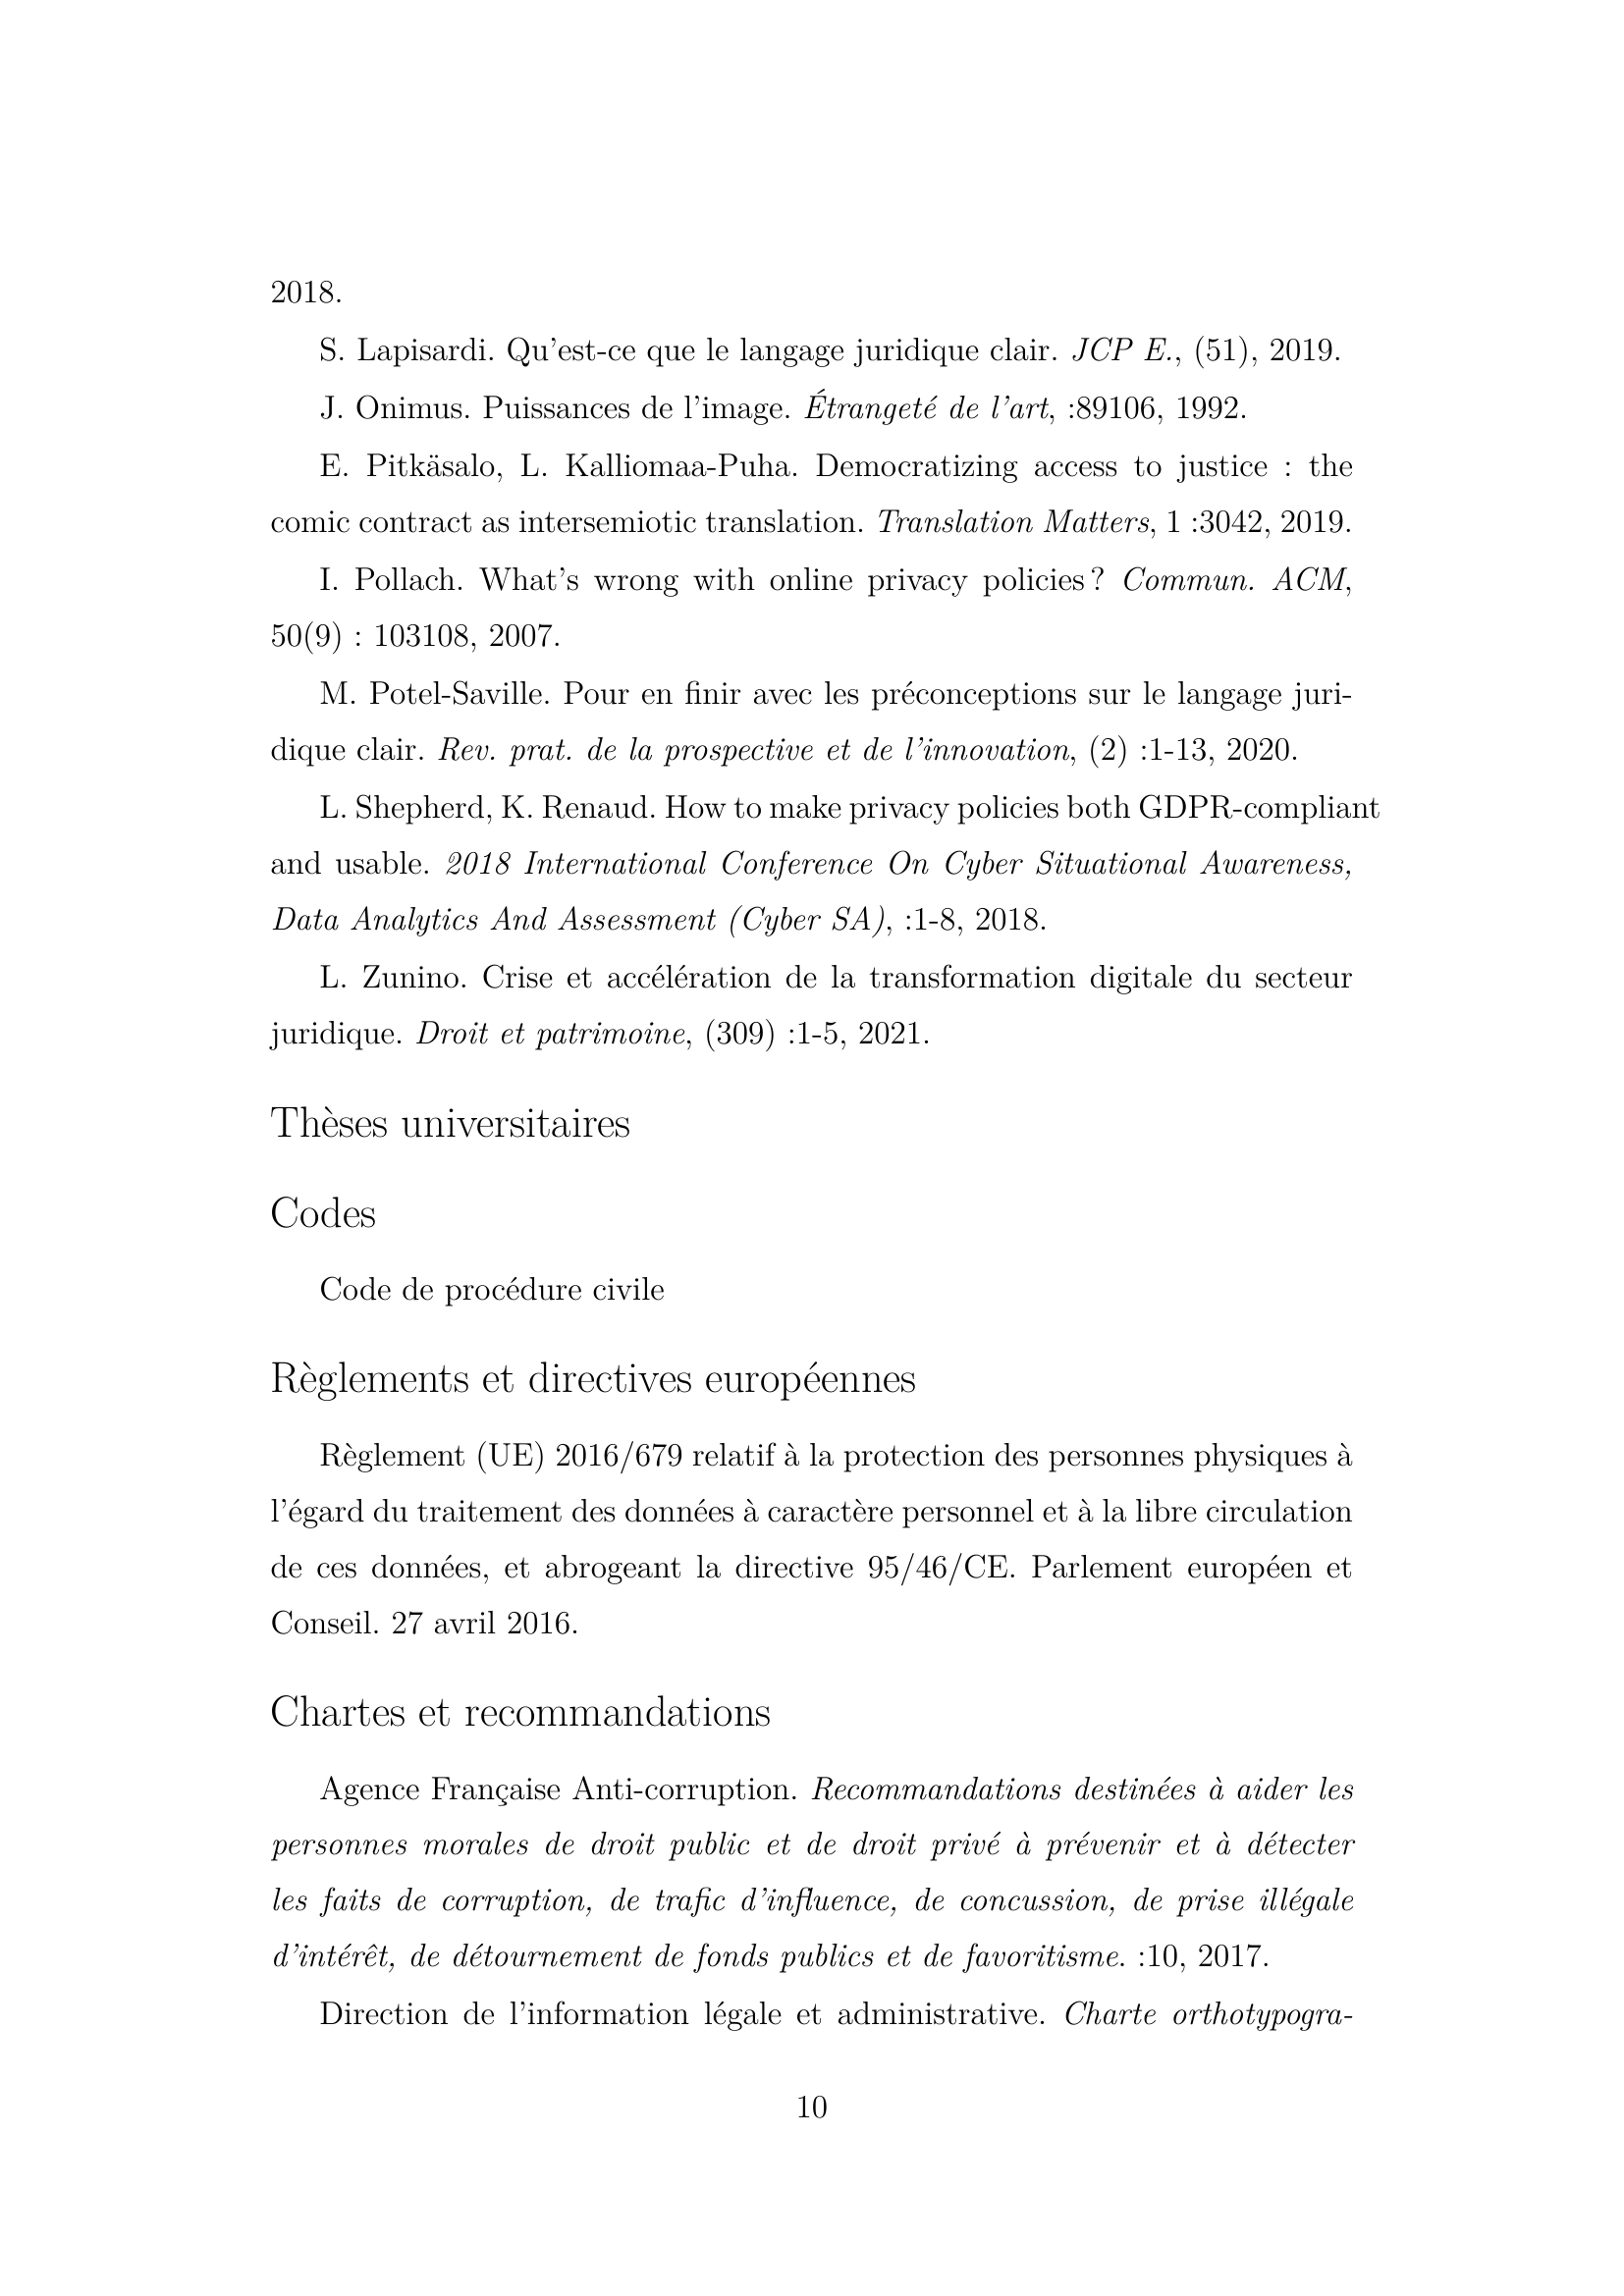 2018.
S. Lapisardi. Qu'est-ce que le langage juridique clair. JCP E., (51), 2019.
J. Onimus. Puissances de l'image. Étrangeté de l'art, :89106, 1992.
E. Pitkäsalo, L. Kalliomaa-Puha. Democratizing access to justice : the
comic contract as intersemiotic translation. Translation Matters, 1 :3042, 2019.
I. Pollach. What's wrong with online privacy policies ? Commun. ACM,
50(9) : 103108, 2007.
M. Potel-Saville. Pour en finir avec les préconceptions sur le langage juri-
dique clair. Rev. prat. de la prospective et de l'innovation, (2) :1-13, 2020.
L. Shepherd, K. Renaud. How to make privacy policies both GDPR-compliant
and usable. 2018 International Conference On Cyber Situational Awareness,
Data Analytics And Assessment (Cyber SA), :1-8, 2018.
L. Zunino. Crise et accélération de la transformation digitale du secteur
juridique. Droit et patrimoine, (309) :1-5, 2021.
Thèses universitaires
Codes
Code de procédure civile
Règlements et directives européennes
Règlement (UE) 2016/679 relatif à la protection des personnes physiques à
l'égard du traitement des données à caractère personnel et à la libre circulation
de ces données, et abrogeant la directive 95/46/CE. Parlement européen et
Conseil. 27 avril 2016.
Chartes et recommandations
Agence Française Anti-corruption. Recommandations destinées à aider les
personnes morales de droit public et de droit privé à prévenir et à détecter
les faits de corruption, de trafic d'influence, de concussion, de prise illégale
d'intérêt, de détournement de fonds publics et de favoritisme. :10, 2017.
Direction de l'information légale et administrative. Charte orthotypogra-
10